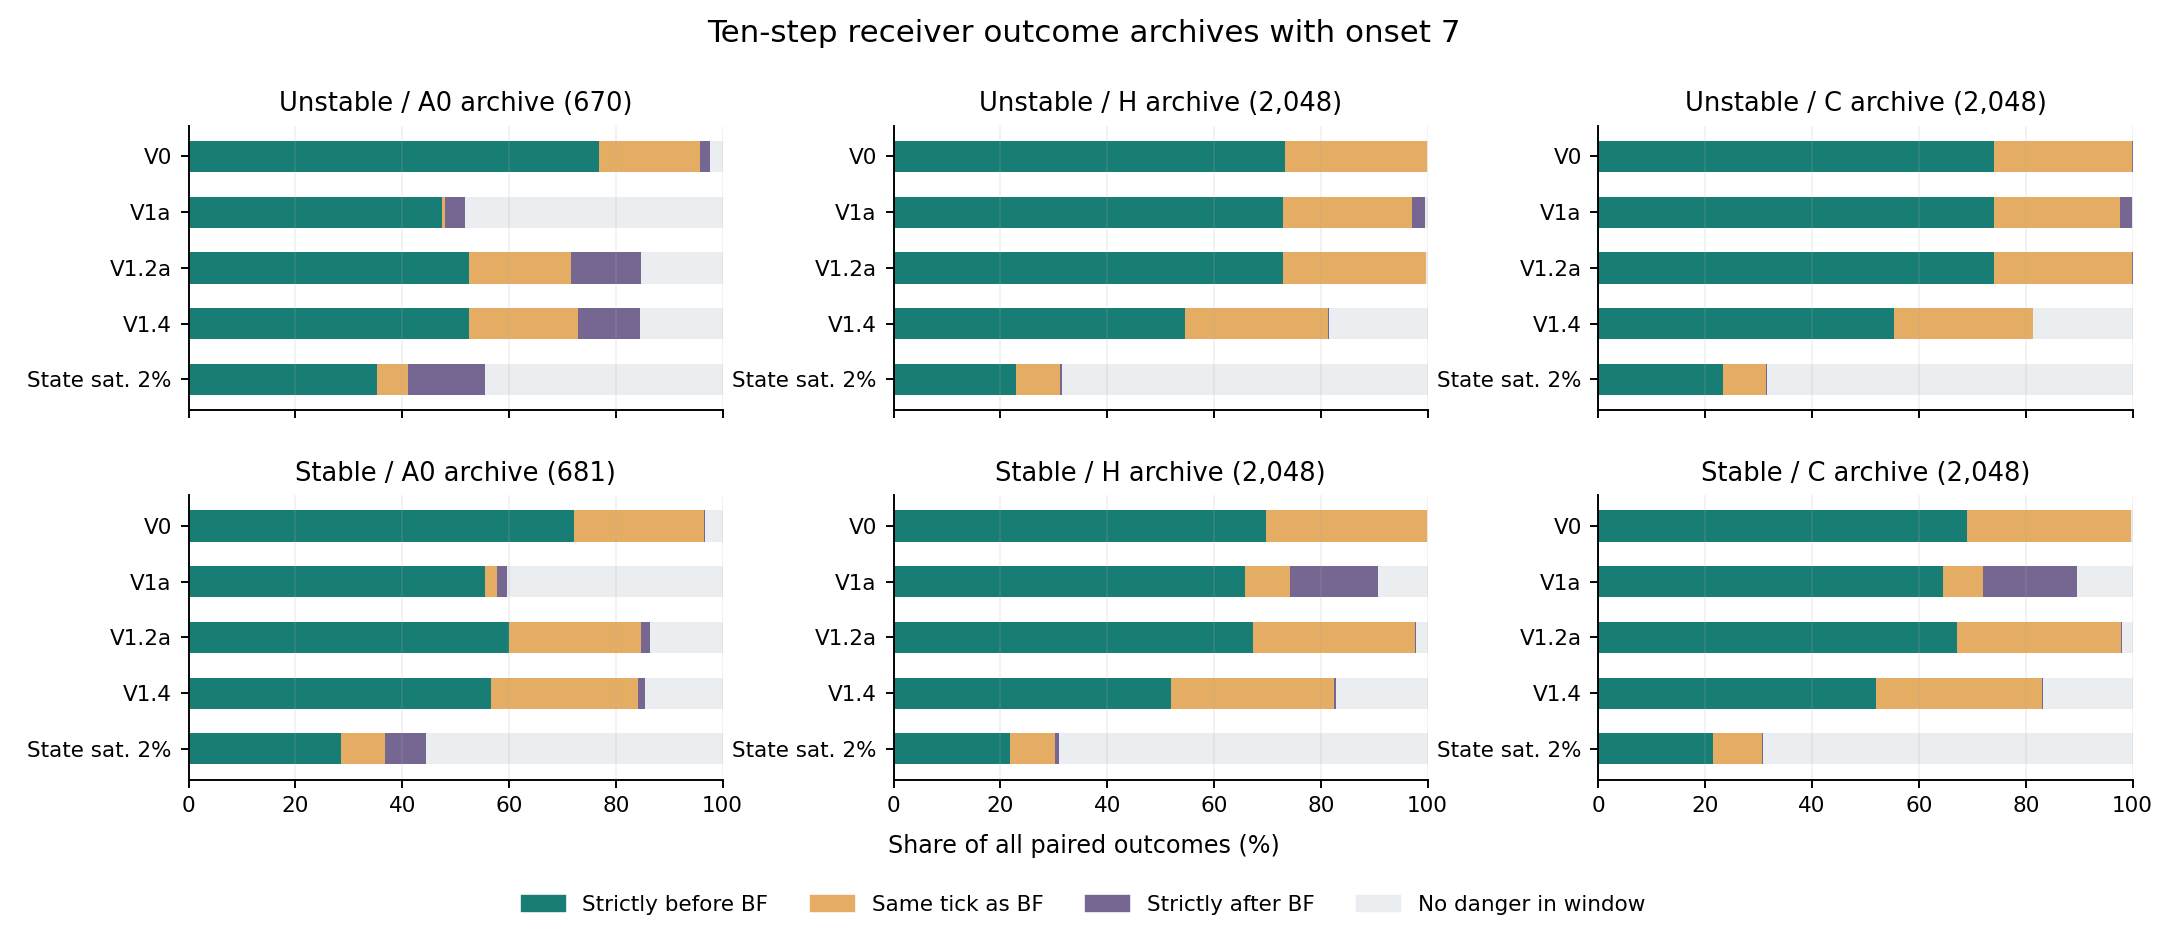 Ten-step receiver outcome archives with onset 7
Unstable / A0 archive (670)
V0
V1a
V1.2a
V1.4
State sat. 2%
Unstable / H archive (2,048)
V0
V1a
V1.2a
V1.4
State sat. 2%
Unstable / C archive (2,048)
V0
V1a
V1.2a
V1.4
State sat. 2%
Stable / A0 archive (681)
V0
V1a
V1.2a
V1.4
State sat. 2%
0 20 40 60 80 100
Stable / H archive (2,048)
V0
V1a
V1.2a
V1.4
State sat. 2%
0 20 40 60 80 100
Stable / C archive (2,048)
V0
V1a
V1.2a
V1.4
State sat. 2%
0 20 40 60 80 100
Share of all paired outcomes (%)
Strictly before BF Same tick as BF Strictly after BF No danger in window